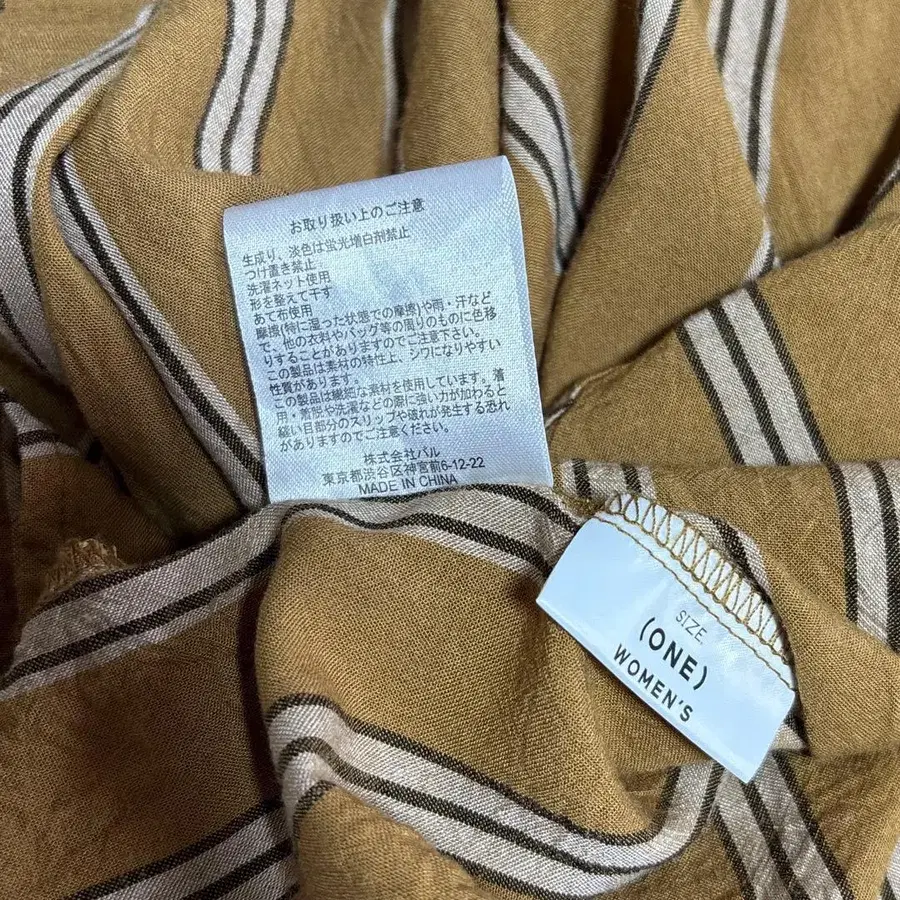 お取り扱い上のご注意
生成り、淡色は蛍光増白剤禁止
つけ置き禁止
洗濯ネット使用
形を整えて干す
あて布使用
摩擦(特に湿った状態での摩擦)や雨・汗など
で、他の衣料やバッグ等の周りのものに色移
りすることがありますのでご注意下さい。
この製品は素材の特性上、シワになりやすい
性質があります。
この製品は繊細な素材を使用しています。着
用・着脱や洗濯などの際に強い力が加わると
縫い目部分のスリップや破れが発生する恐れ
がありますのでご注意ください。
株式会社パル
東京都渋谷区神宮前6-12-22
MADE IN CHINA
SIZE.
(ONE)
WOMEN'S